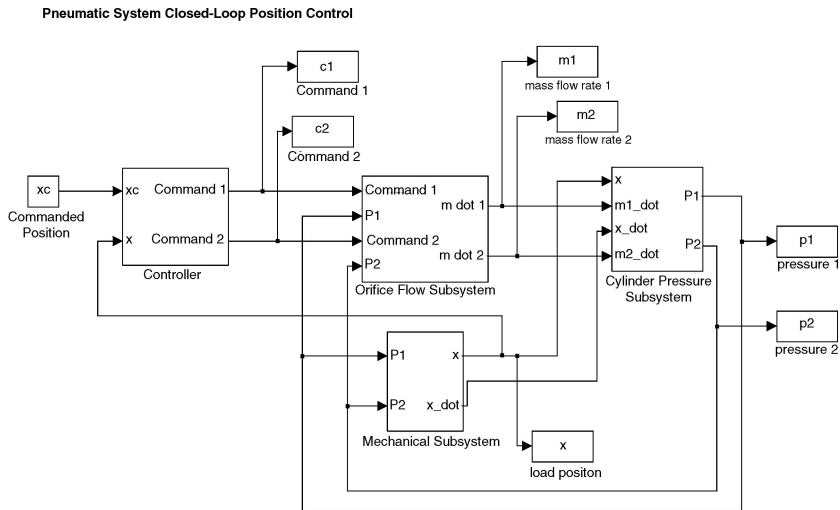 Pneumatic System Closed-Loop Position Control
c1
Command 1
c2
Command 2
m1
mass flow rate 1
m2
mass flow rate 2
xc
Commanded
Position
xc
Command 1
x
Command 2
Controller
Command 1
P1
Command 2
P2
m dot 1
m dot 2
Orifice Flow Subsystem
x
m1_dot
x_dot
m2_dot
P1
P2
Cylinder Pressure
Subsystem
p1
pressure 1
p2
pressure 2
P1
x
P2
x_dot
Mechanical Subsystem
x
load positon